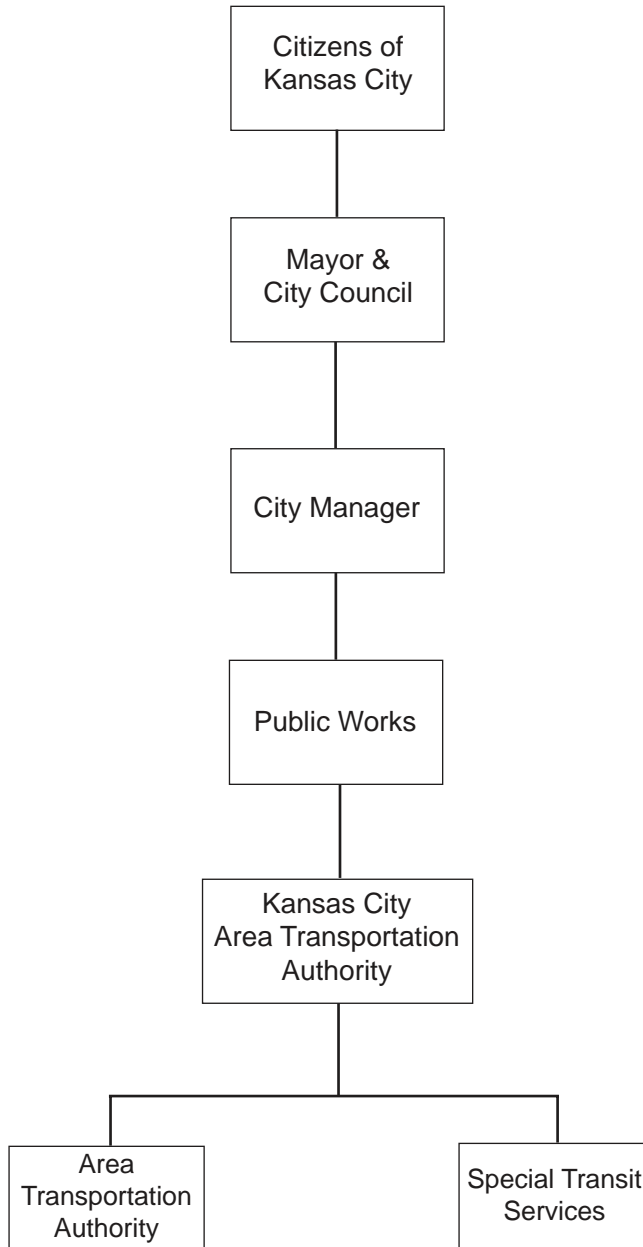 Citizens of
Kansas City
Mayor &
City Council
City Manager
Public Works
Kansas City
Area Transportation
Authority
Area
Transportation
Authority
Special Transit
Services